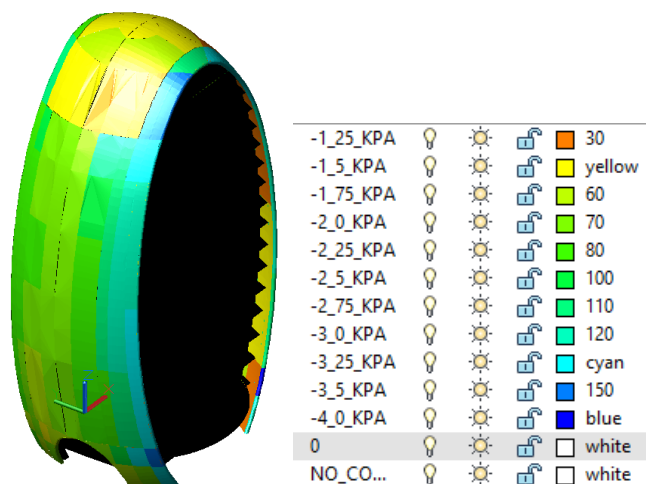 -1_25_KPA 30
-1_5_KPA yellow
-1_75_KPA 60
-2_0_KPA 70
-2_25_KPA 80
-2_5_KPA 100
-2_75_KPA 110
-3_0_KPA 120
-3_25_KPA cyan
-3_5_KPA 150
-4_0_KPA blue
0 white
NO_CO... white